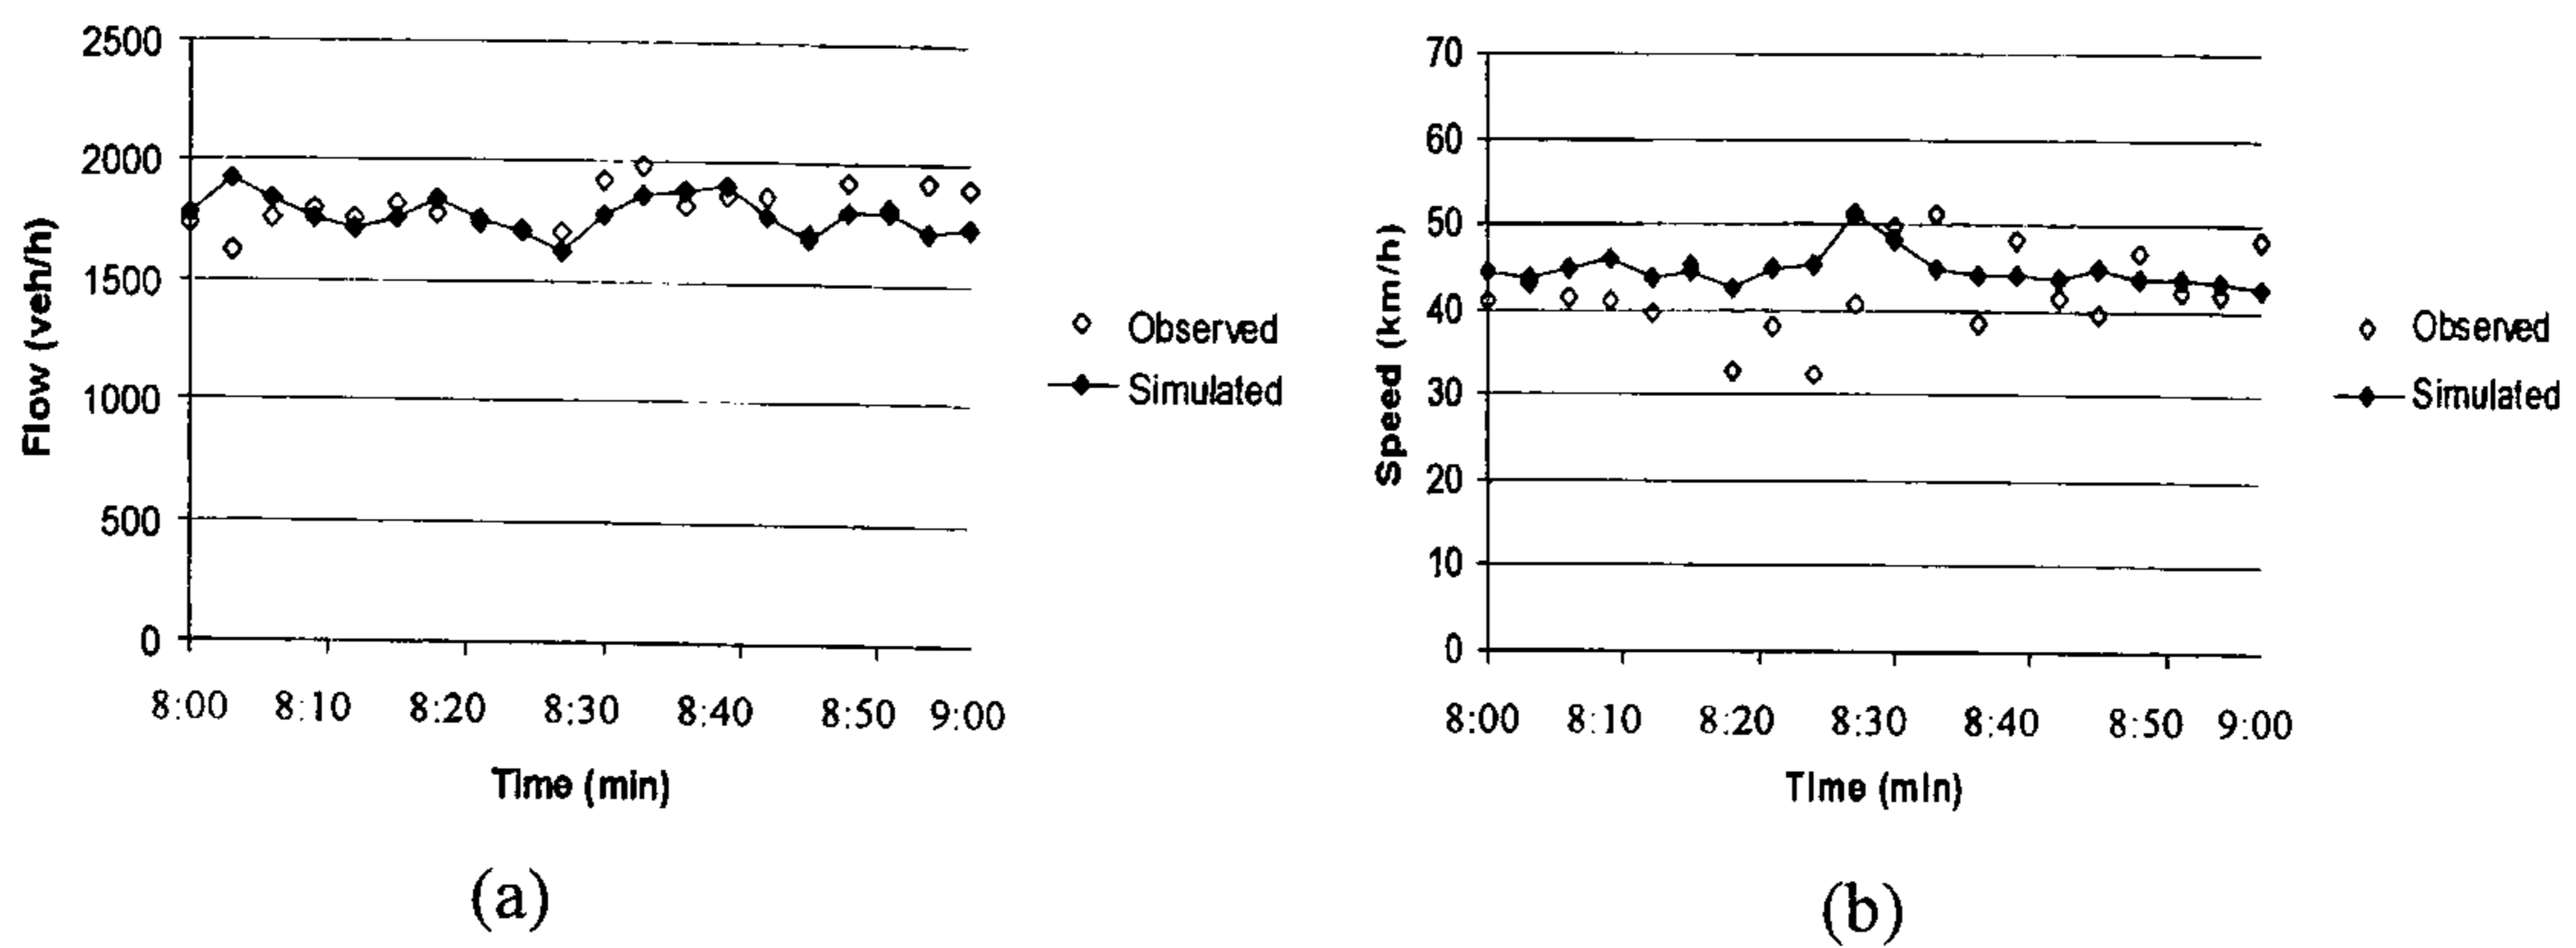 2500
2000
1500
1000
500
0
Flow (veh/h)
8:00 8:10 8:20 8:30 8:40 8:50 9:00
Time (min)
Observed
Simulated
(a)
70
60
50
40
30
20
10
0
Speed (km/h)
8:00 8:10 8:20 8:30 8:40 8:50 9:00
Time (min)
Observed
Simulated
(b)